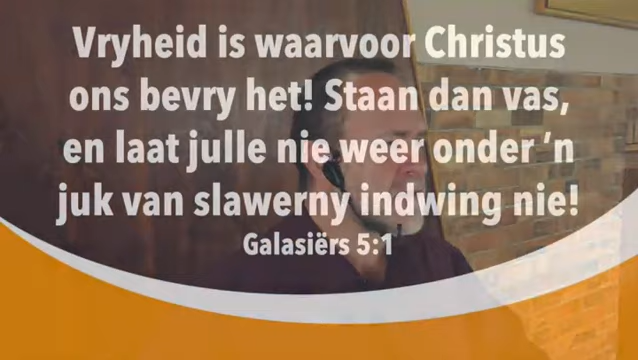 Vryheid is waarvoor Christus
ons bevry het! Staan dan vas,
en laat julle nie weer onder ’n
juk van slawerny indwing nie!
Galasiërs 5:1